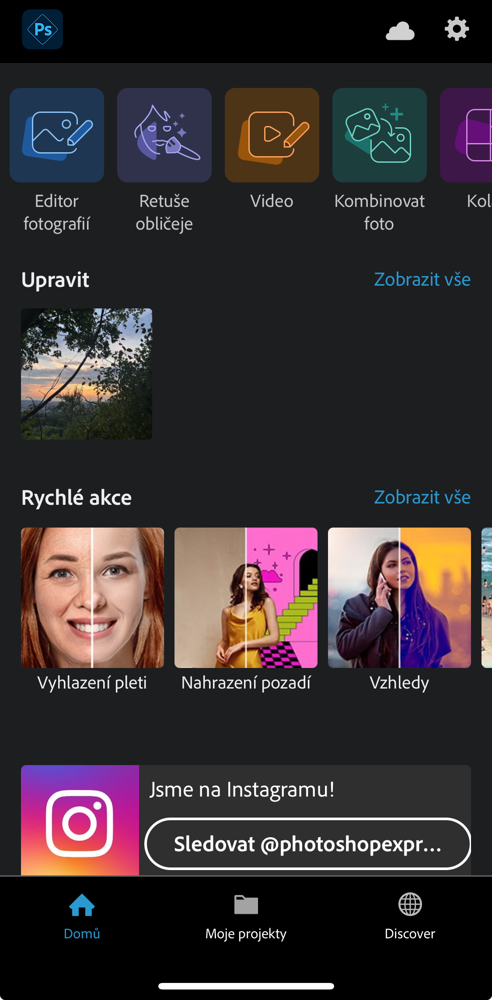 Ps
Editor
fotografií
Retuše
obličeje
Video
Kombinovat
foto
Upravit
Zobrazit vše
Rychlé akce
Zobrazit vše
Vyhlazení pleti
Nahrazení pozadí
Vzhledy
Jsme na Instagramu!
Sledovat @photoshopexpr...
Domů
Moje projekty
Discover